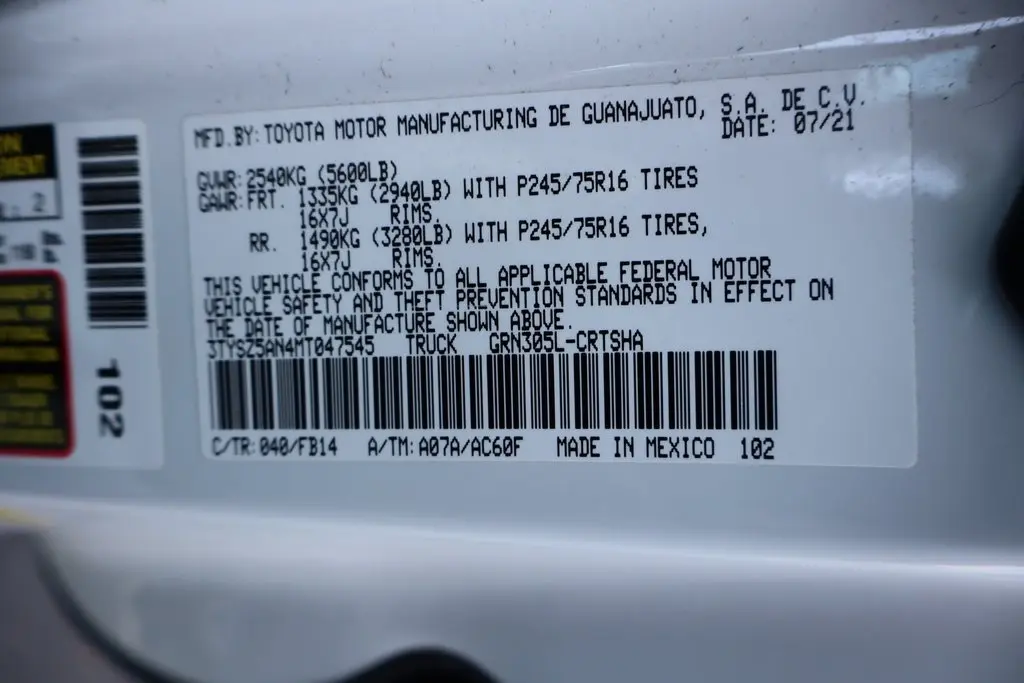 MFD. BY: TOYOTA MOTOR MANUFACTURING DE GUANAJUATO, S.A. DE C.V.
DATE: 07/21
GVWR: 2540KG (5600LB)
GAWR: FRT. 1335KG (2940LB) WITH P245/75R16 TIRES
16X7J RIMS.
RR. 1490KG (3280LB) WITH P245/75R16 TIRES,
16X7J RIMS.
THIS VEHICLE CONFORMS TO ALL APPLICABLE FEDERAL MOTOR
VEHICLE SAFETY AND THEFT PREVENTION STANDARDS IN EFFECT ON
THE DATE OF MANUFACTURE SHOWN ABOVE.
3TYSZ5AN4MT047545 TRUCK GRN305L-CRTSHA
C/TR: 040/FB14 A/TM: A07A/AC60F MADE IN MEXICO 102
102
2